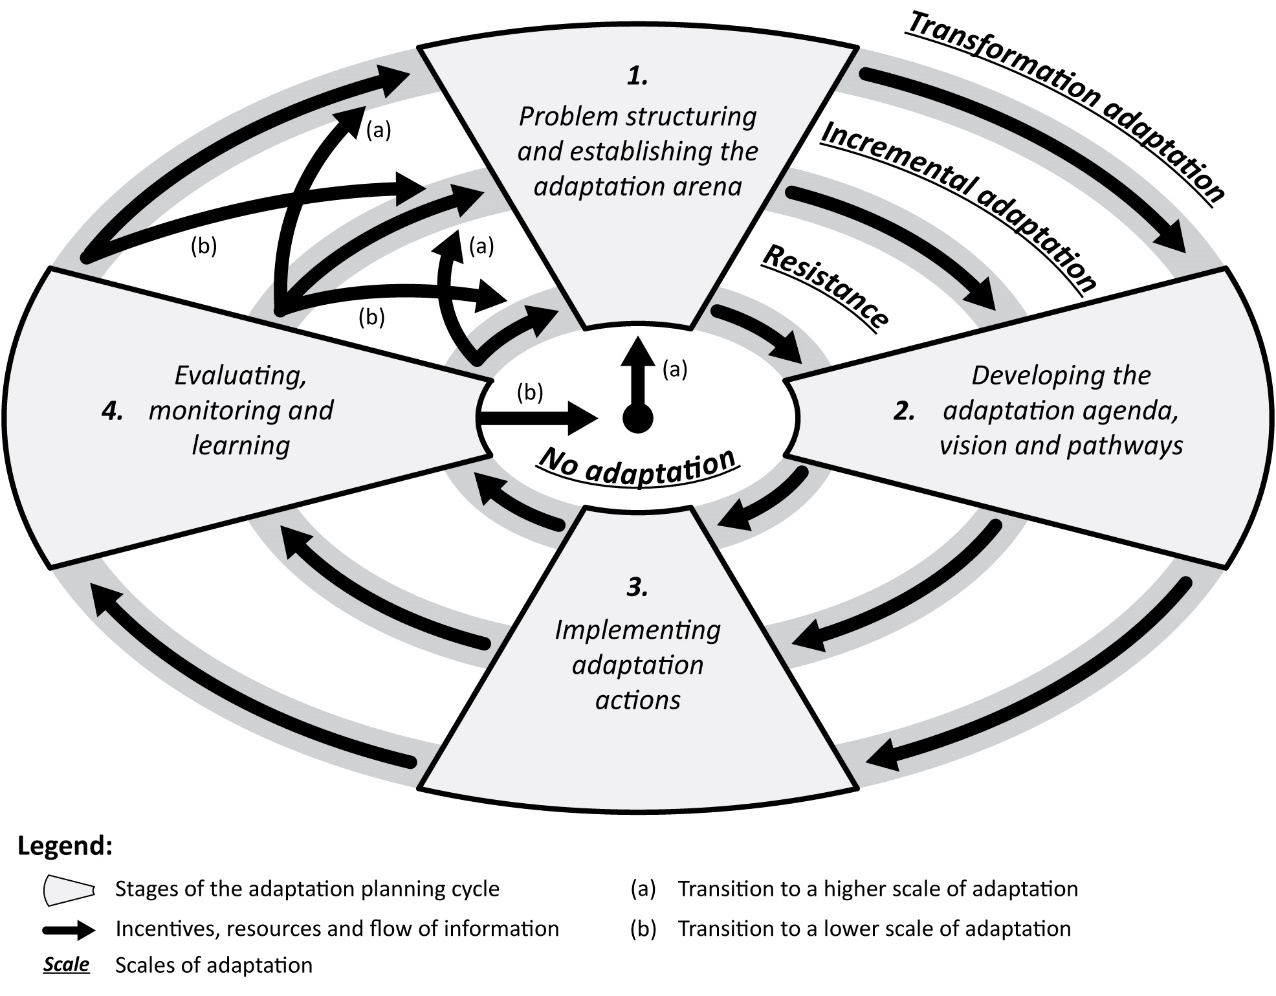 Transformation adaptation
Incremental adaptation
Resistance
1.
Problem structuring
and establishing the
adaptation arena
(a)
(b)
(a)
(b)
(a)
(b)
No adaptation
Evaluating,
4. monitoring and
learning
Developing the
2. adaptation agenda,
vision and pathways
3.
Implementing
adaptation
actions
Legend:
Stages of the adaptation planning cycle
Incentives, resources and flow of information
Scale Scales of adaptation
(a) Transition to a higher scale of adaptation
(b) Transition to a lower scale of adaptation